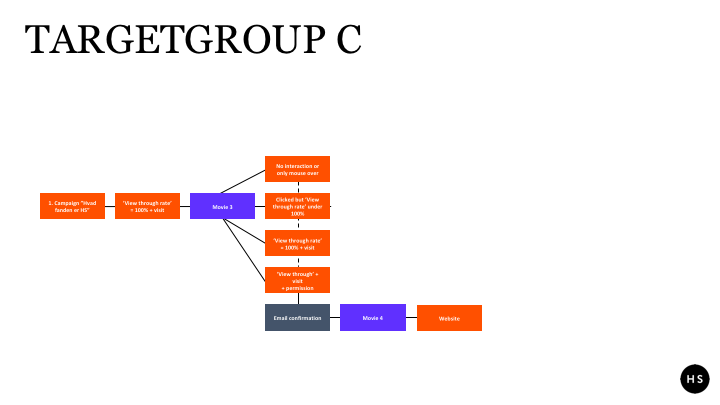 TARGETGROUP C
No interaction or
only mouse over
1. Campaign "Hvad
fanden er HS"
'View through rate'
= 100% + visit
Movie 3
Clicked but 'View
through rate' under
100%
'View through rate'
= 100% + visit
'View through' +
visit
+ permission
Email confirmation
Movie 4
Website
HS